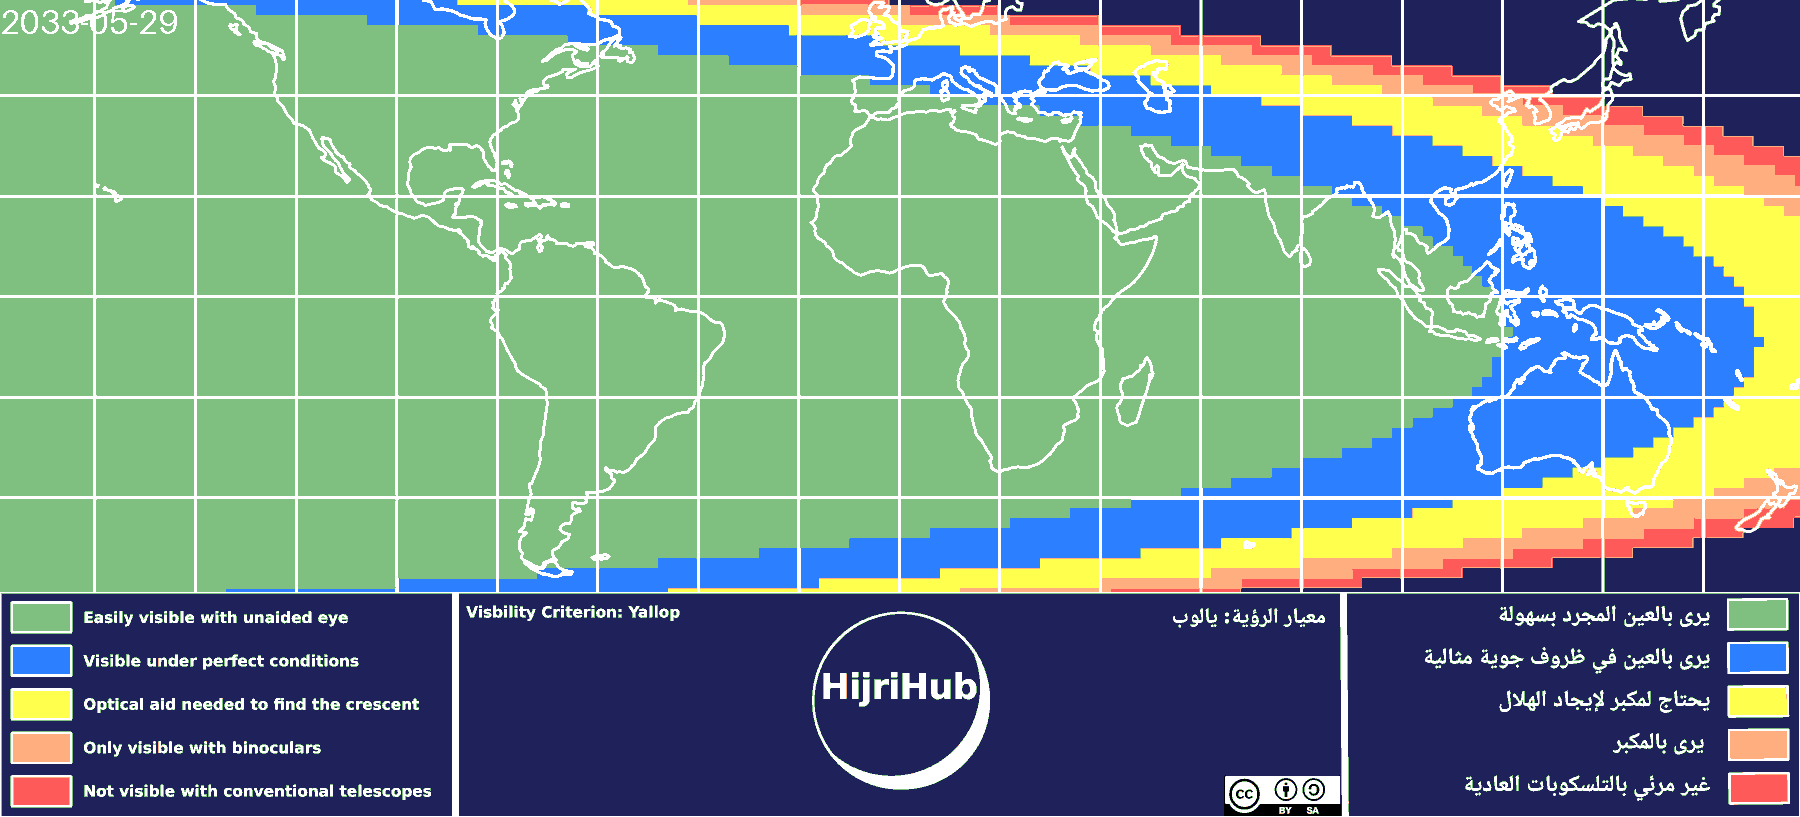 2033-05-29
Easily visible with unaided eye
Visible under perfect conditions
Optical aid needed to find the crescent
Only visible with binoculars
Not visible with conventional telescopes
Visbility Criterion: Yallop
معيار الرؤية: يالوب
HijriHub
cc
BY SA
يرى بالعين المجرد بسهولة
يرى بالعين في ظروف جوية مثالية
يحتاج لمكبر لإيجاد الهلال
يرى بالمكبر
غير مرئي بالتلسكوبات العادية